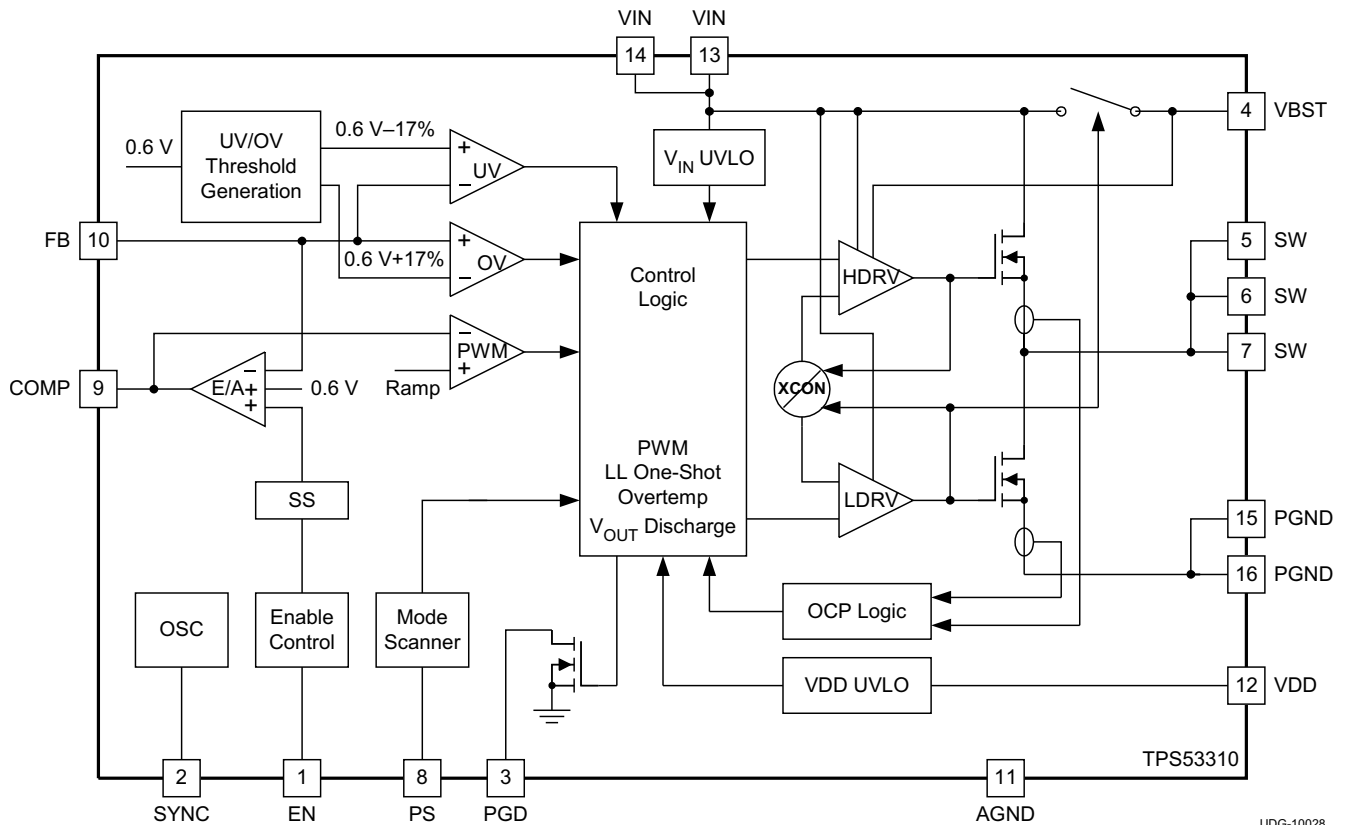 VIN VIN
14 13
4 VBST
0.6 V
UV/OV
Threshold
Generation
0.6 V–17%
+
–
UV
VIN UVLO
FB 10
0.6 V+17%
+
–
OV
Control
Logic
HDRV
5 SW
6 SW
7 SW
COMP 9
E/A
–
+
+
0.6 V
–
+
PWM
Ramp
XCON
PWM
LL One-Shot
Overtemp
VOUT Discharge
LDRV
SS
15 PGND
16 PGND
OSC
Enable
Control
Mode
Scanner
OCP Logic
VDD UVLO
12 VDD
TPS53310
2 1 8 3 11
SYNC EN PS PGD AGND
UDG-10028